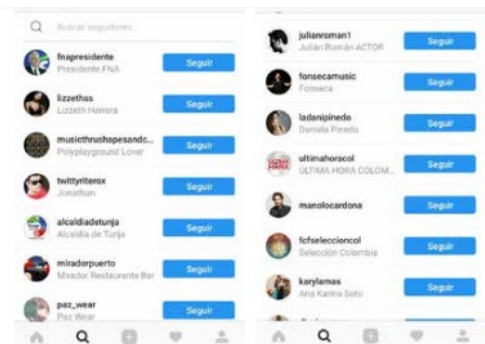 Buscar seguidores...
fnapresidente
Presidente FNA
Seguir
lizzethss
Lizzeth Herrera
Seguir
musicthrushapesandc...
Polyplayground Lover
Seguir
twittyriterox
Jonathan
Seguir
alcaldiadetunja
Alcaldía de Tunja
Seguir
miradorpuerto
Mirador Restaurante Bar
Seguir
paz_wear
Paz Wear
Seguir
julianroman1
Julián Román ACTOR
Seguir
fonsecamusic
Fonseca
Seguir
ladanipinedo
Daniela Pinedo
Seguir
ULTIMA HORA
ultimahoracol
ÚLTIMA HORA COLOM...
Seguir
manolocardona
Seguir
fcfseleccioncol
Selección Colombia
Seguir
karylamas
Ana Karina Soto
Seguir